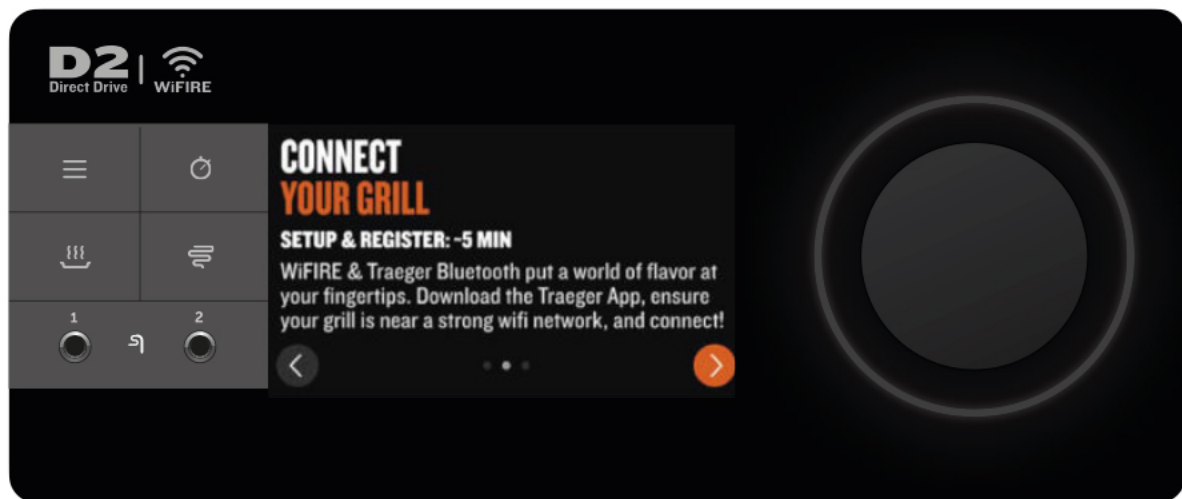 D2
Direct Drive
WiFIRE
CONNECT
YOUR GRILL
SETUP & REGISTER: ~5 MIN
WiFIRE & Traeger Bluetooth put a world of flavor at
your fingertips. Download the Traeger App, ensure
your grill is near a strong wifi network, and connect!
1
2